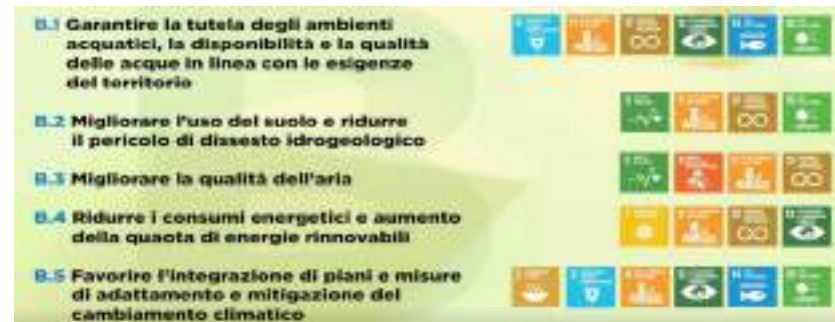 B.1 Garantire la tutela degli ambienti
acquatici, la disponibilità e la qualità
delle acque in linea con le esigenze
del territorio
B.2 Migliorare l'uso del suolo e ridurre
il pericolo di dissesto idrogeologico
B.3 Migliorare la qualità dell'aria
B.4 Ridurre i consumi energetici e aumento
della quaota di energie rinnovabili
B.5 Favorire l'integrazione di piani e misure
di adattamento e mitigazione del
cambiamento climatico